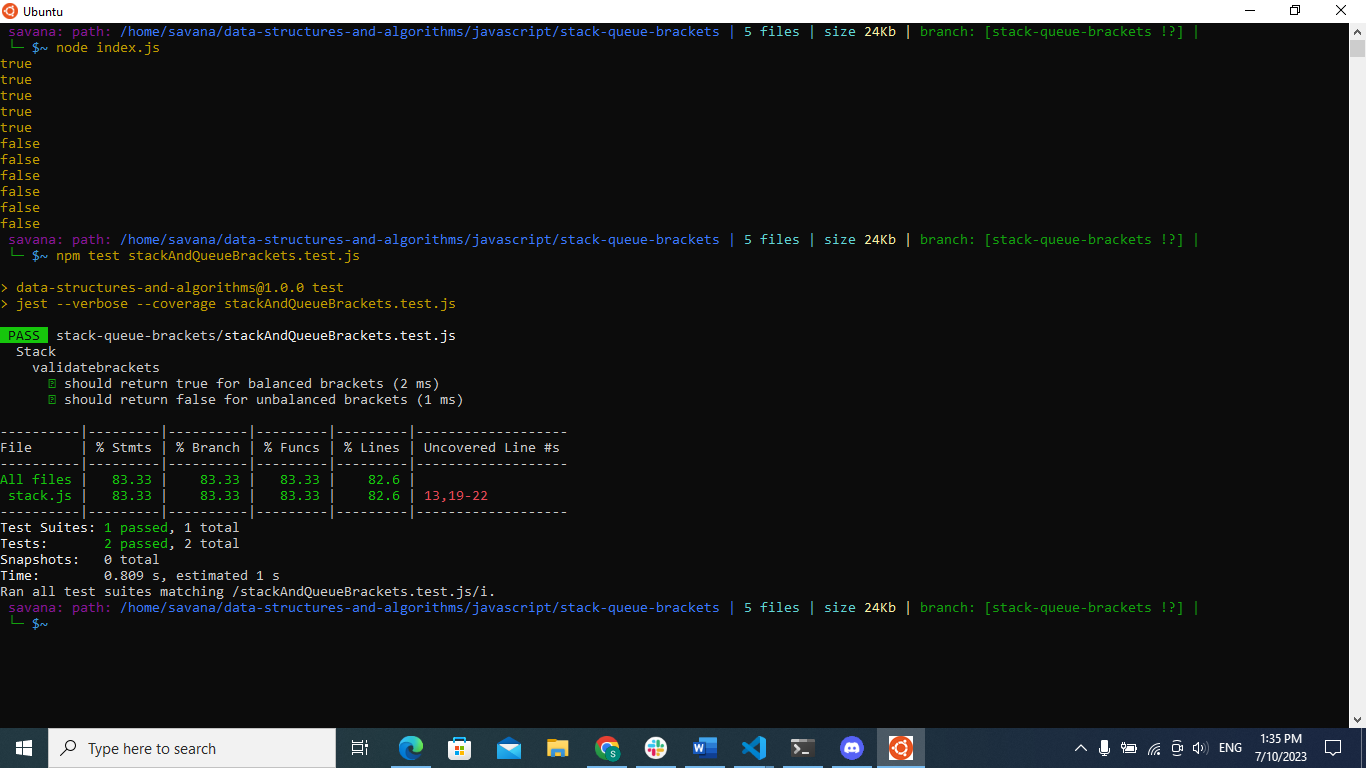 Ubuntu
savana: path: /home/savana/data-structures-and-algorithms/javascript/stack-queue-brackets | 5 files | size 24Kb | branch: [stack-queue-brackets !?] |
└─ $~ node index.js
true
true
true
true
true
false
false
false
false
false
false
savana: path: /home/savana/data-structures-and-algorithms/javascript/stack-queue-brackets | 5 files | size 24Kb | branch: [stack-queue-brackets !?] |
└─ $~ npm test stackAndQueueBrackets.test.js
> data-structures-and-algorithms@1.0.0 test
> jest --verbose --coverage stackAndQueueBrackets.test.js
PASS stack-queue-brackets/stackAndQueueBrackets.test.js
Stack
validatebrackets
should return true for balanced brackets (2 ms)
should return false for unbalanced brackets (1 ms)
----------|---------|----------|---------|---------|-------------------
File      | % Stmts | % Branch | % Funcs | % Lines | Uncovered Line #s
----------|---------|----------|---------|---------|-------------------
All files |   83.33 |    83.33 |   83.33 |    82.6 |
 stack.js |   83.33 |    83.33 |   83.33 |    82.6 | 13,19-22
----------|---------|----------|---------|---------|-------------------
Test Suites: 1 passed, 1 total
Tests:       2 passed, 2 total
Snapshots:   0 total
Time:        0.809 s, estimated 1 s
Ran all test suites matching /stackAndQueueBrackets.test.js/i.
savana: path: /home/savana/data-structures-and-algorithms/javascript/stack-queue-brackets | 5 files | size 24Kb | branch: [stack-queue-brackets !?] |
└─ $~
Type here to search
ENG
1:35 PM
7/10/2023